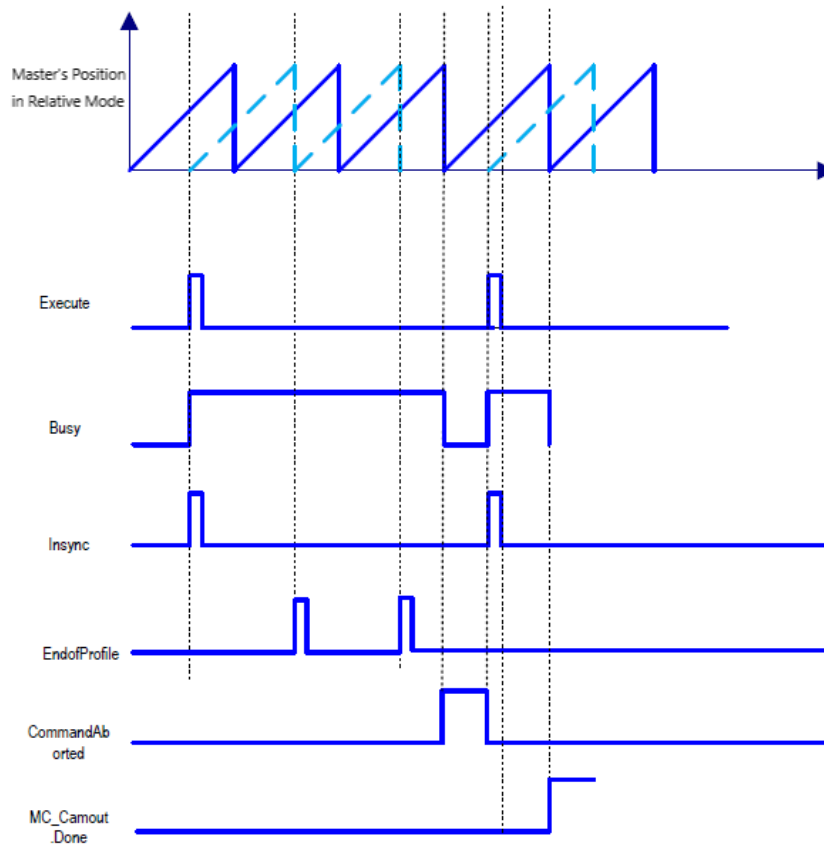 Master's Position
in Relative Mode
Execute
Busy
Insync
EndofProfile
CommandAb
orted
MC_Camout
.Done